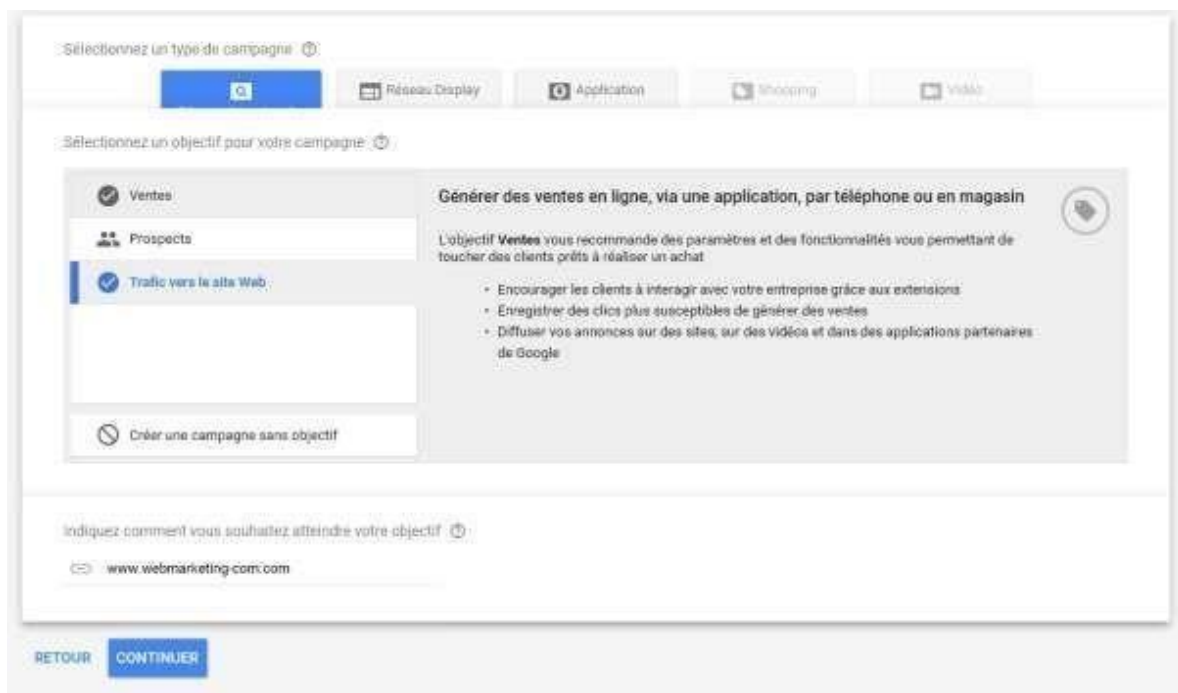 Sélectionnez un type de campagne
Réseau Display
Application
Shopping
Vidéo
Sélectionnez un objectif pour votre campagne
Ventes
Prospects
Trafic vers le site Web
Créer une campagne sans objectif
Générer des ventes en ligne, via une application, par téléphone ou en magasin
L'objectif Ventes vous recommande des paramètres et des fonctionnalités vous permettant de
toucher des clients prêts à réaliser un achat
• Encourager les clients à interagir avec votre entreprise grâce aux extensions
• Enregistrer des clics plus susceptibles de générer des ventes
• Diffuser vos annonces sur des sites, sur des vidéos et dans des applications partenaires
de Google
Indiquez comment vous souhaitez atteindre votre objectif
www.webmarketing-com.com
RETOUR
CONTINUER